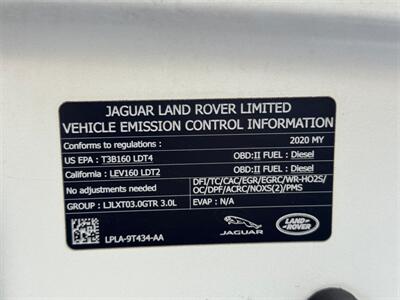 JAGUAR LAND ROVER LIMITED
VEHICLE EMISSION CONTROL INFORMATION
Conforms to regulations: 2020 MY
US EPA : T3B160 LDT4 OBD:II FUEL : Diesel
California : LEV160 LDT2 OBD:II FUEL : Diesel
No adjustments needed DFI/TC/CAC/EGR/EGRC/WR-HO2S/
OC/DPF/ACRC/NOXS(2)/PMS
GROUP : LJLXT03.0GTR 3.0L EVAP : N/A
LPLA-9T434-AA JAGUAR LAND-ROVER